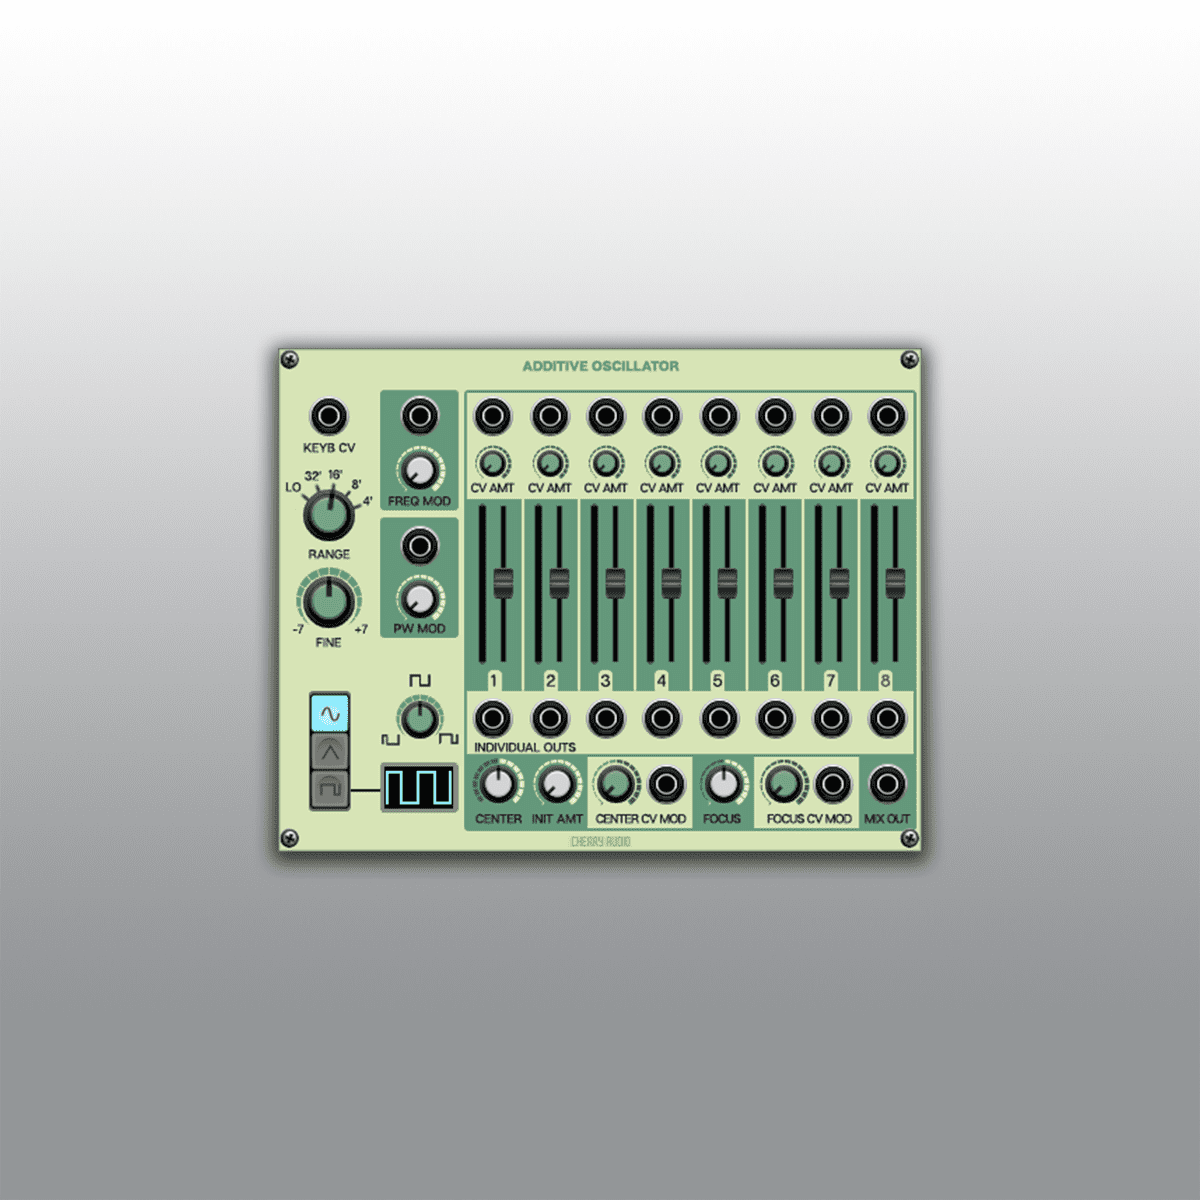 ADDITIVE OSCILLATOR
KEYB CV
LO 32' 16' 8' 4'
RANGE
-7 +7
FINE
FREQ MOD
PW MOD
CV AMT CV AMT CV AMT CV AMT CV AMT CV AMT CV AMT CV AMT
1 2 3 4 5 6 7 8
INDIVIDUAL OUTS
CENTER INIT AMT CENTER CV MOD FOCUS FOCUS CV MOD MIX OUT
CHERRY AUDIO